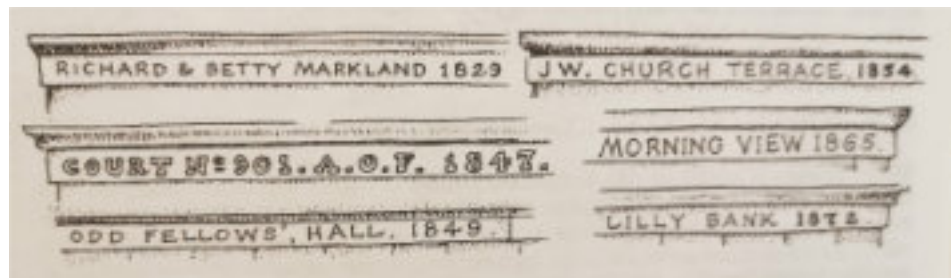 RICHARD & BETTY MARKLAND 1829
J.W. CHURCH TERRACE. 1854
COURT Nº 901. A.O.F. 1847.
MORNING VIEW 1865.
ODD FELLOWS', HALL. 1849.
LILLY BANK 1872